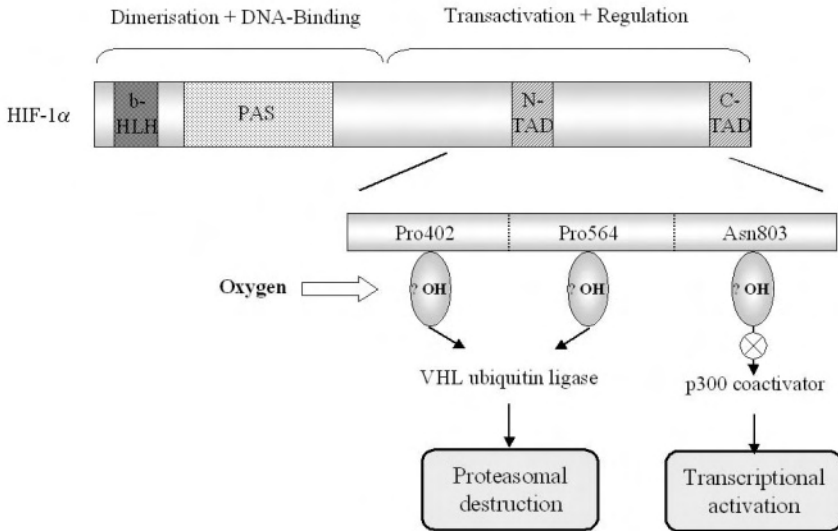 Dimerisation + DNA-Binding
Transactivation + Regulation
HIF-1α
b-
HLH
PAS
N-
TAD
C-
TAD
Pro402
Pro564
Asn803
Oxygen
? OH
? OH
? OH
VHL ubiquitin ligase
p300 coactivator
Proteasomal
destruction
Transcriptional
activation